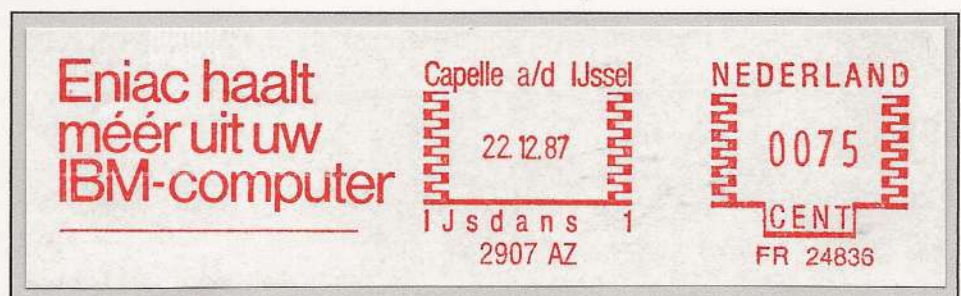 Eniac haalt
méér uit uw
IBM-computer
Capelle a/d IJssel
22.12.87
IJsdans 1
2907 AZ
NEDERLAND
0075
CENT
FR 24836